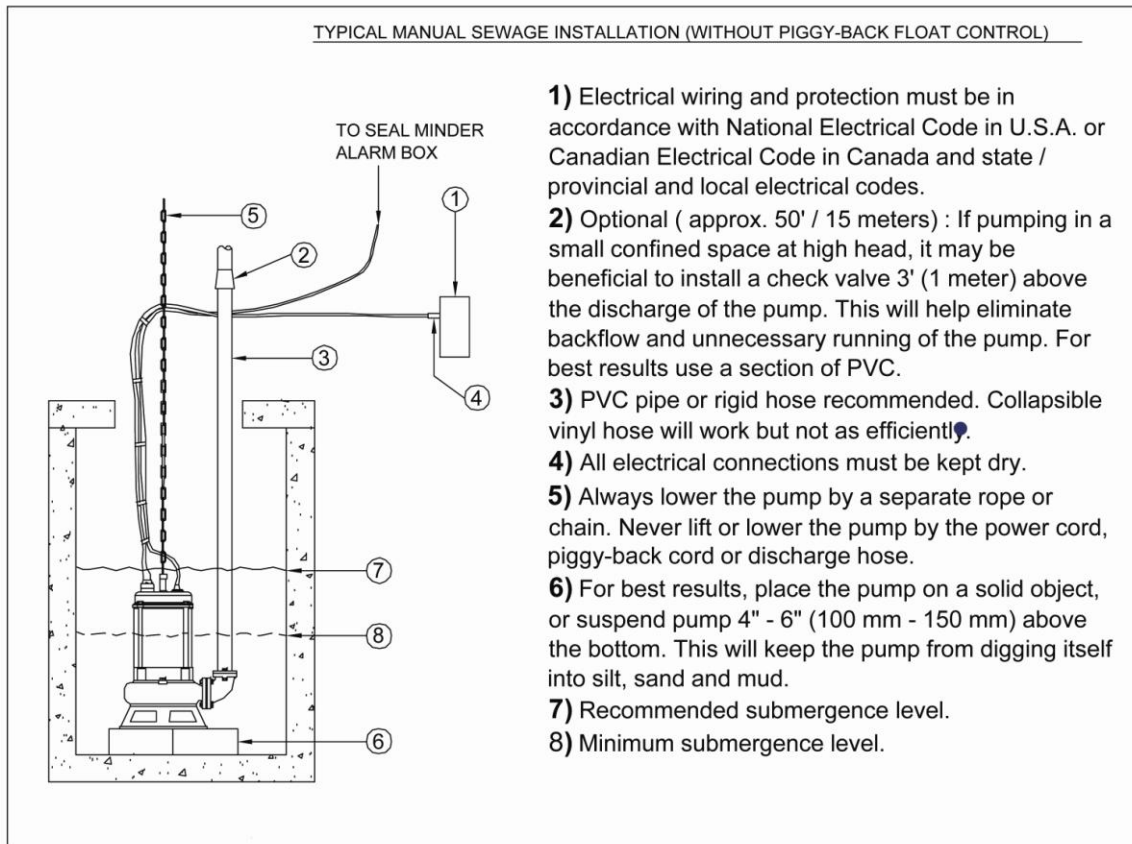 TYPICAL MANUAL SEWAGE INSTALLATION (WITHOUT PIGGY-BACK FLOAT CONTROL)
TO SEAL MINDER
ALARM BOX
5
1
2
3
4
7
8
6
1) Electrical wiring and protection must be in
accordance with National Electrical Code in U.S.A. or
Canadian Electrical Code in Canada and state /
provincial and local electrical codes.
2) Optional ( approx. 50' / 15 meters) : If pumping in a
small confined space at high head, it may be
beneficial to install a check valve 3' (1 meter) above
the discharge of the pump. This will help eliminate
backflow and unnecessary running of the pump. For
best results use a section of PVC.
3) PVC pipe or rigid hose recommended. Collapsible
vinyl hose will work but not as efficiently.
4) All electrical connections must be kept dry.
5) Always lower the pump by a separate rope or
chain. Never lift or lower the pump by the power cord,
piggy-back cord or discharge hose.
6) For best results, place the pump on a solid object,
or suspend pump 4" - 6" (100 mm - 150 mm) above
the bottom. This will keep the pump from digging itself
into silt, sand and mud.
7) Recommended submergence level.
8) Minimum submergence level.